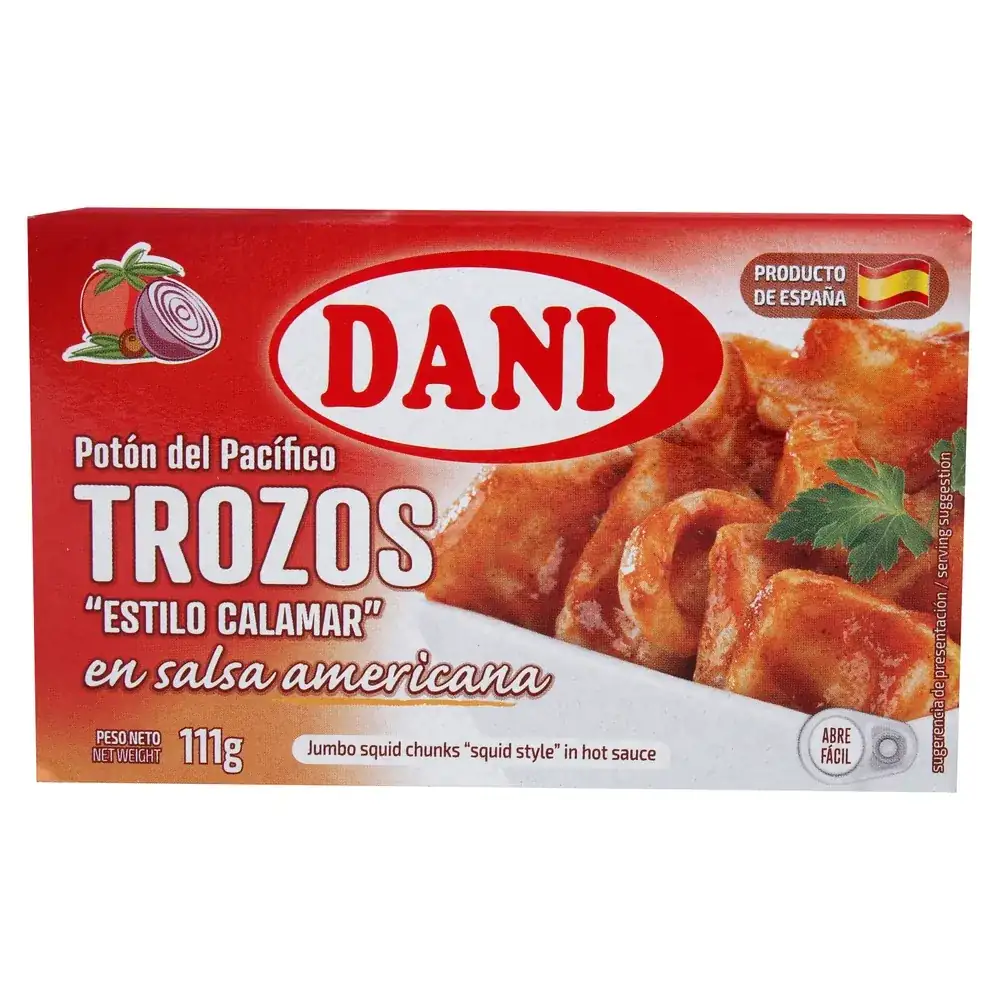 DANI
PRODUCTO
DE ESPAÑA
Potón del Pacífico
TROZOS
“ESTILO CALAMAR”
en salsa americana
PESO NETO
NET WEIGHT
111g
Jumbo squid chunks “squid style” in hot sauce
ABRE
FÁCIL
sugerencia de presentación / serving suggestion